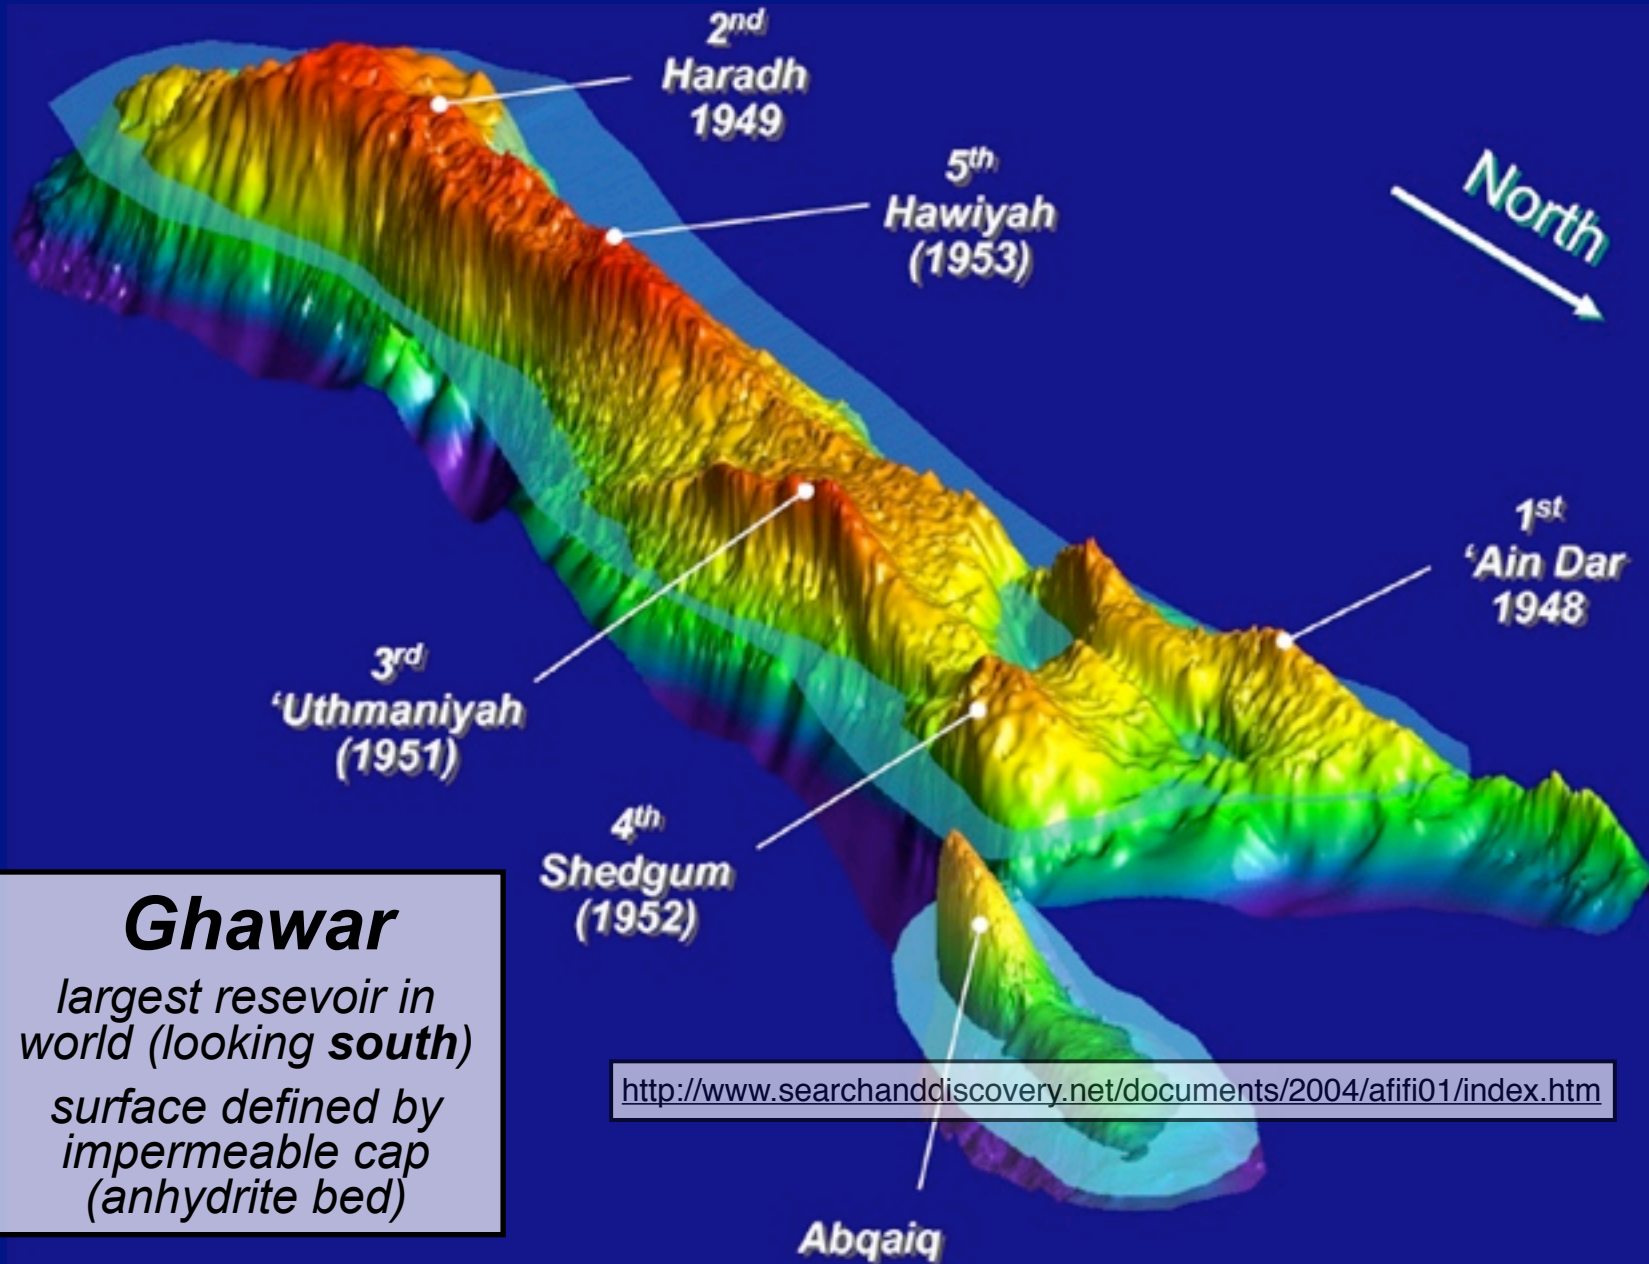 2nd
Haradh
1949
5th
Hawiyah
(1953)
North
1st
‘Ain Dar
1948
3rd
‘Uthmaniyah
(1951)
4th
Shedgum
(1952)
Ghawar
largest resevoir in
world (looking south)
surface defined by
impermeable cap
(anhydrite bed)
http://www.searchanddiscovery.net/documents/2004/afifi01/index.htm
Abqaiq